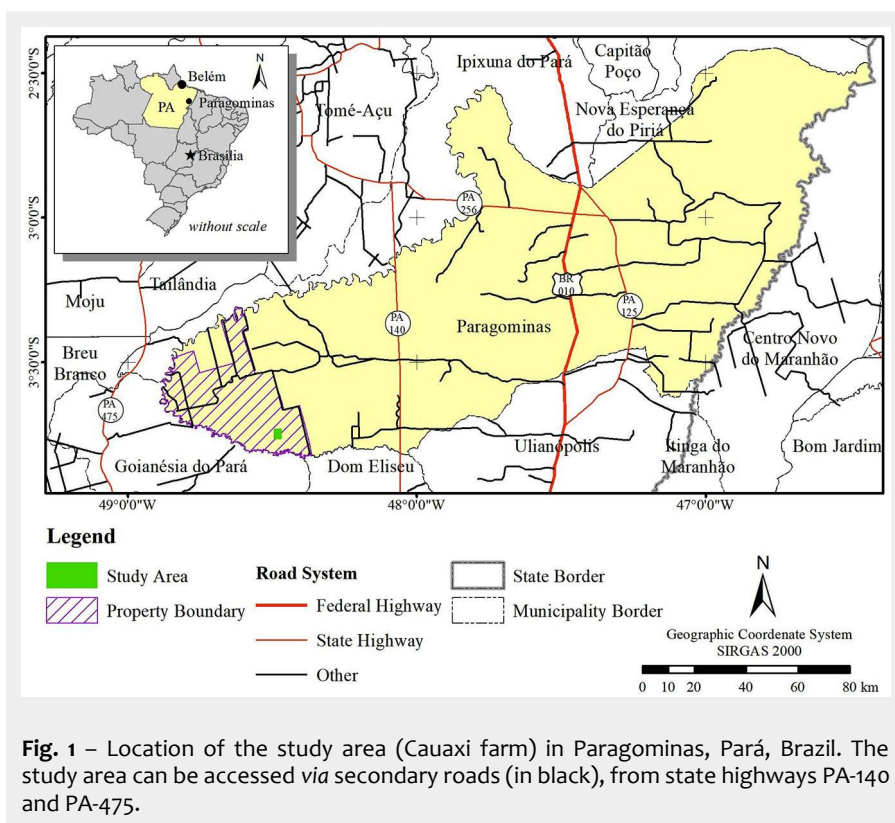 N
Belém
PA
Paragominas
Brasília
without scale
Ipixuna do Pará
Capitão
Poço
Tomé-Açu
Nova Esperança
do Piriá
PA
256
Tailândia
Moju
BR
010
PA
125
PA
140
Paragominas
Centro Novo
do Maranhão
Breu
Branco
PA
475
Goianésia do Pará
Dom Eliseu
Ulianópolis
Itinga do
Maranhão
Bom Jardim
2°30'0"S
3°0'0"S
3°30'0"S
49°0'0"W
48°0'0"W
47°0'0"W
Legend
Study Area
Property Boundary
Road System
Federal Highway
State Highway
Other
State Border
Municipality Border
N
Geographic Coordenate System
SIRGAS 2000
0 10 20 40 60 80 km
Fig. 1 – Location of the study area (Cauaxi farm) in Paragominas, Pará, Brazil. The
study area can be accessed via secondary roads (in black), from state highways PA-140
and PA-475.